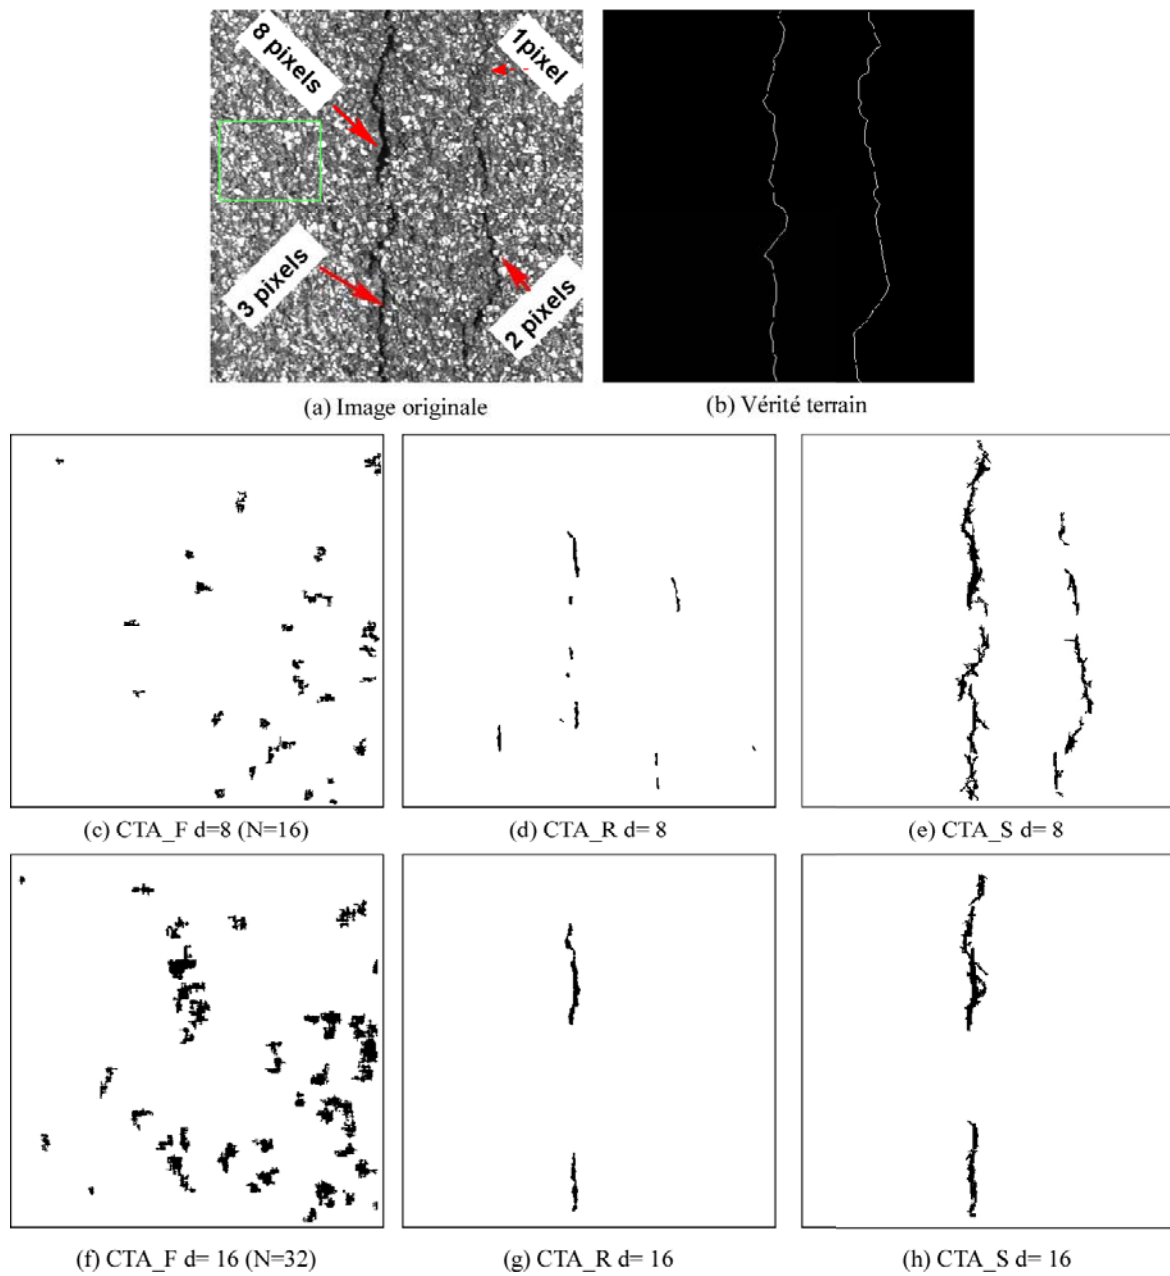 8 pixels
1pixel
3 pixels
2 pixels
(a) Image originale
(b) Vérité terrain
(c) CTA_F d=8 (N=16)
(d) CTA_R d= 8
(e) CTA_S d= 8
(f) CTA_F d= 16 (N=32)
(g) CTA_R d= 16
(h) CTA_S d= 16